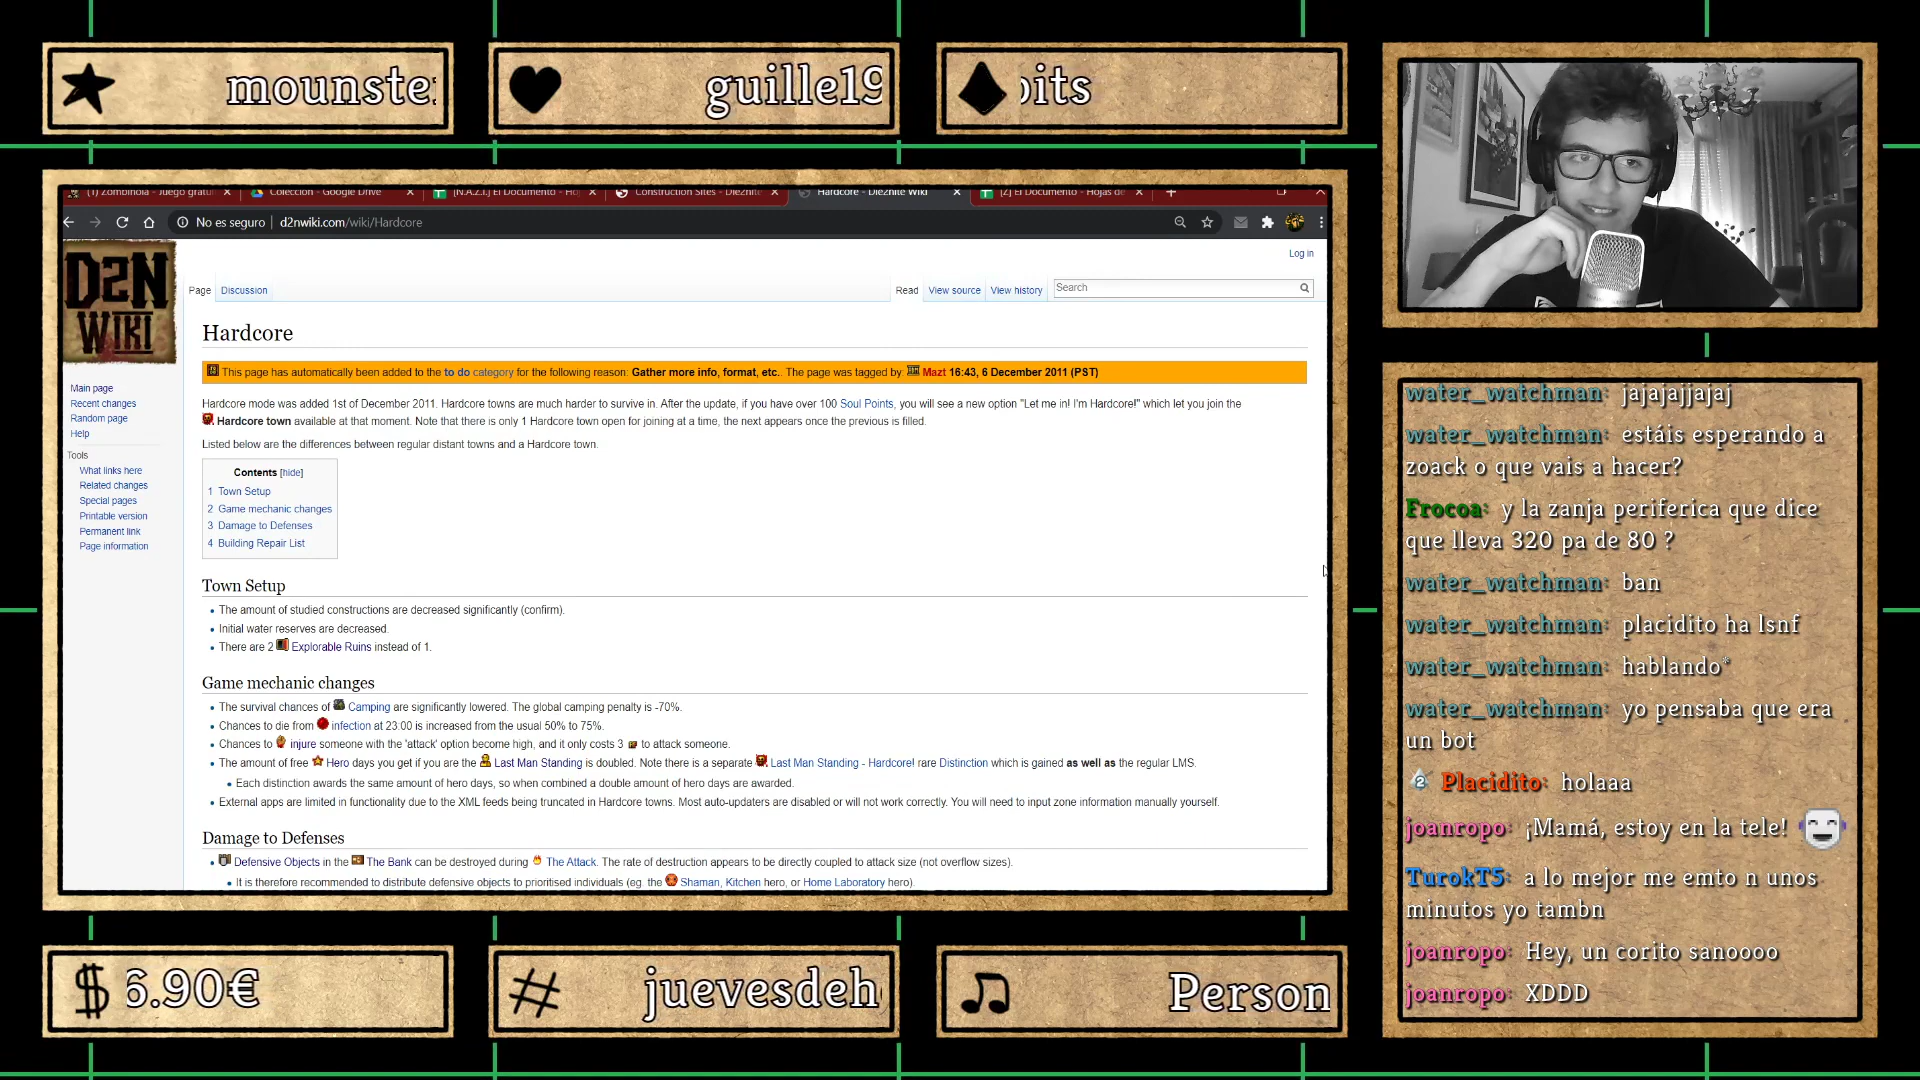 mounste
guille19
bits
(1) Zombinoia - Juego gratui
Colección - Google Drive
[N.A.Z.I.] El Documento - Ho
Construction Sites - Die2Nite
Hardcore - Die2Nite Wiki
[Z] El Documento - Hojas de
No es seguro | d2nwiki.com/wiki/Hardcore
D2N
WIKI
Log in
Page Discussion Read View source View history Search
Main page
Recent changes
Random page
Help
Tools
What links here
Related changes
Special pages
Printable version
Permanent link
Page information
Hardcore
This page has automatically been added to the to do category for the following reason: Gather more info, format, etc.. The page was tagged by: Mazt 16:43, 6 December 2011 (PST)
Hardcore mode was added 1st of December 2011. Hardcore towns are much harder to survive in. After the update, if you have over 100 Soul Points, you will see a new option "Let me in! I'm Hardcore!" which let you join the
Hardcore town available at that moment. Note that there is only 1 Hardcore town open for joining at a time, the next appears once the previous is filled.
Listed below are the differences between regular distant towns and a Hardcore town.
Contents [hide]
1 Town Setup
2 Game mechanic changes
3 Damage to Defenses
4 Building Repair List
Town Setup
The amount of studied constructions are decreased significantly (confirm).
Initial water reserves are decreased.
There are 2 Explorable Ruins instead of 1.
Game mechanic changes
The survival chances of Camping are significantly lowered. The global camping penalty is -70%.
Chances to die from infection at 23:00 is increased from the usual 50% to 75%.
Chances to injure someone with the 'attack' option become high, and it only costs 3 to attack someone.
The amount of free Hero days you get if you are the Last Man Standing is doubled. Note there is a separate Last Man Standing - Hardcore! rare Distinction which is gained as well as the regular LMS.
Each distinction awards the same amount of hero days, so when combined a double amount of hero days are awarded.
External apps are limited in functionality due to the XML feeds being truncated in Hardcore towns. Most auto-updaters are disabled or will not work correctly. You will need to input zone information manually yourself.
Damage to Defenses
Defensive Objects in the The Bank can be destroyed during The Attack. The rate of destruction appears to be directly coupled to attack size (not overflow sizes).
It is therefore recommended to distribute defensive objects to prioritised individuals (eg. the Shaman, Kitchen hero, or Home Laboratory hero).
water_watchman: jajajajjajaj
water_watchman: estáis esperando a
zoack o que vais a hacer?
Frocoa: y la zanja periferica que dice
que lleva 320 pa de 80 ?
water_watchman: ban
water_watchman: placidito ha lsnf
water_watchman: hablando*
water_watchman: yo pensaba que era
un bot
2 Placidito: holaaa
joanropo: ¡Mamá, estoy en la tele!
TurokT5: a lo mejor me emto n unos
minutos yo tambn
joanropo: Hey, un corito sanoooo
joanropo: XDDD
$ 6.90€
# juevesdeh
Person